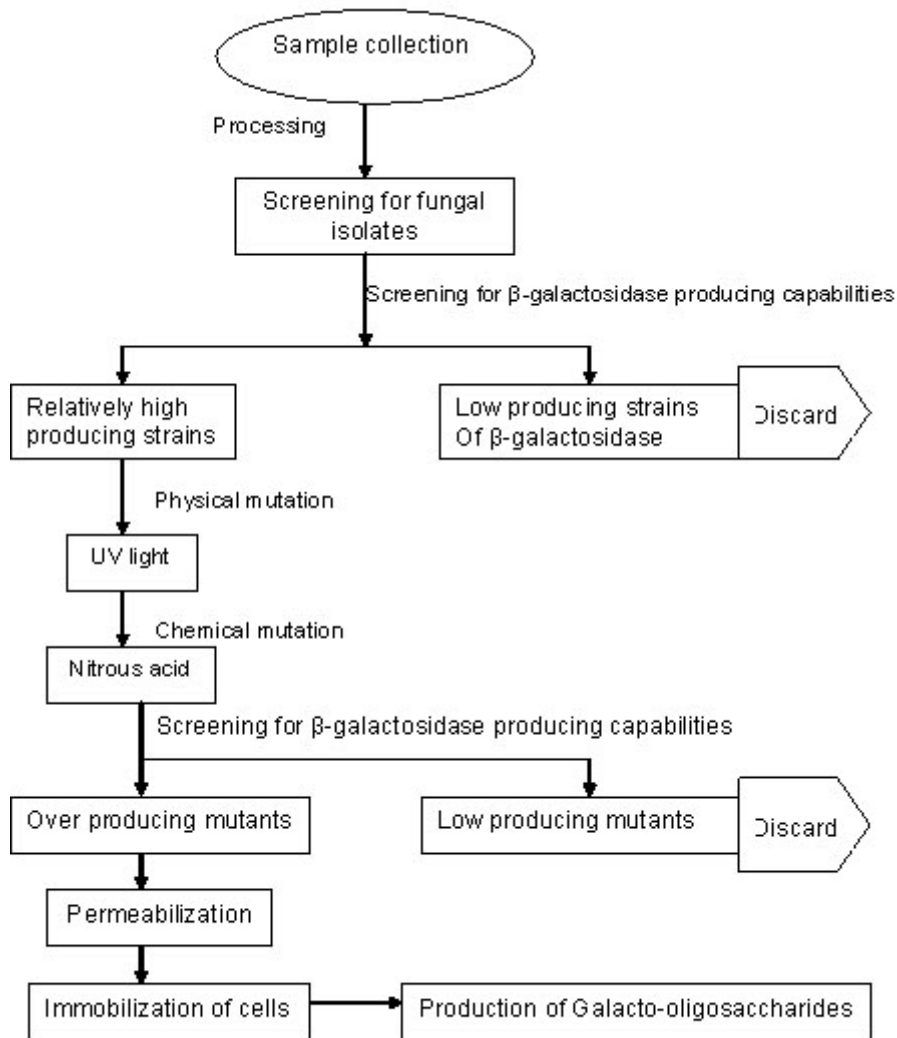 Sample collection
Processing
Screening for fungal
isolates
Screening for β-galactosidase producing capabilities
Relatively high
producing strains
Low producing strains
Of β-galactosidase
Discard
Physical mutation
UV light
Chemical mutation
Nitrous acid
Screening for β-galactosidase producing capabilities
Over producing mutants
Low producing mutants
Discard
Permeabilization
Immobilization of cells
Production of Galacto-oligosaccharides